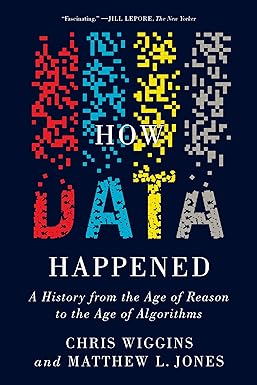 "Fascinating."—JILL LEPORE, The New Yorker
HOW
DATA
HAPPENED
A History from the Age of Reason
to the Age of Algorithms
CHRIS WIGGINS
and MATTHEW L. JONES